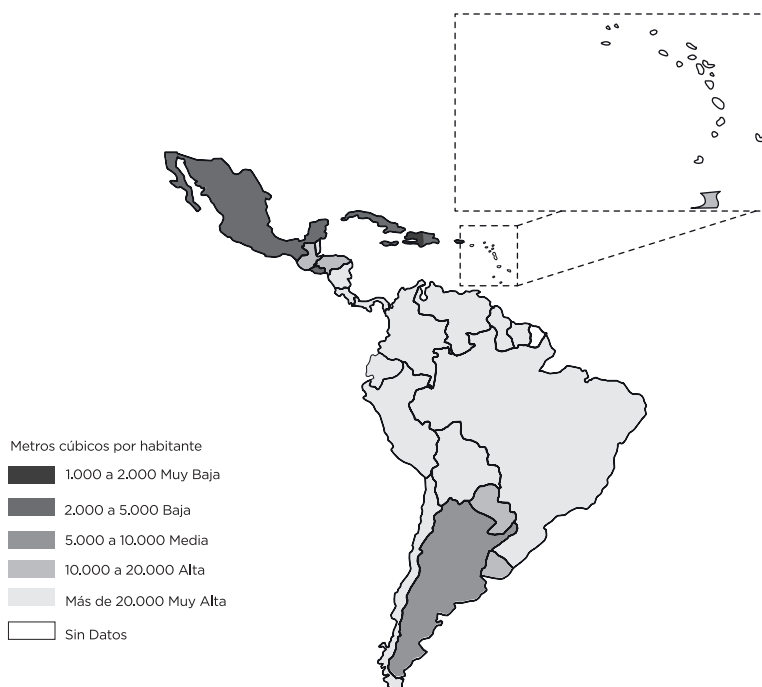 Metros cúbicos por habitante
1.000 a 2.000 Muy Baja
2.000 a 5.000 Baja
5.000 a 10.000 Media
10.000 a 20.000 Alta
Más de 20.000 Muy Alta
Sin Datos